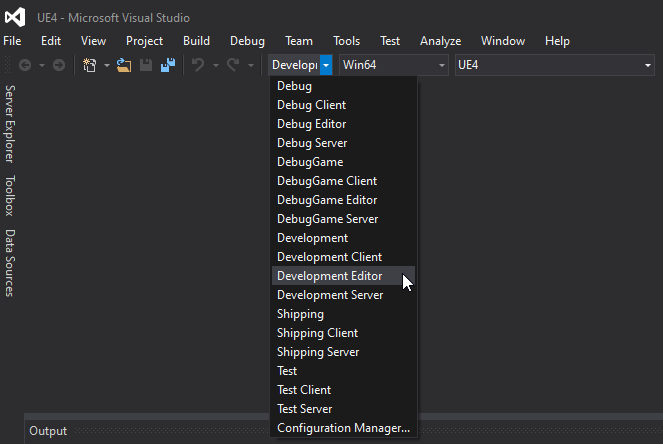 UE4 - Microsoft Visual Studio
File Edit View Project Build Debug Team Tools Test Analyze Window Help
Develop Win64 UE4
Server Explorer
Toolbox
Data Sources
Debug
Debug Client
Debug Editor
Debug Server
DebugGame
DebugGame Client
DebugGame Editor
DebugGame Server
Development
Development Client
Development Editor
Development Server
Shipping
Shipping Client
Shipping Server
Test
Test Client
Test Server
Configuration Manager...
Output